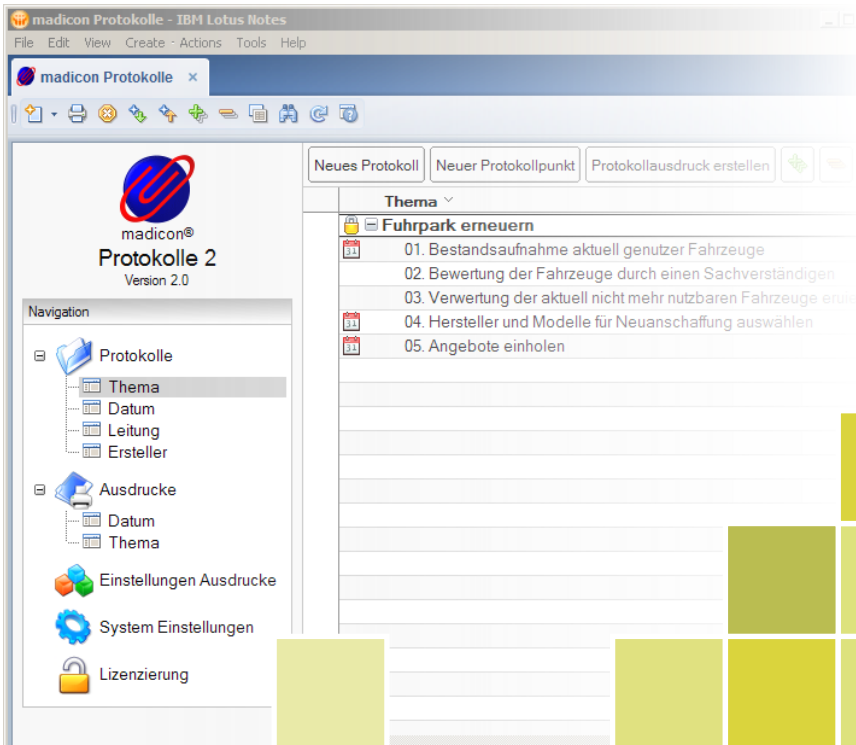 madicon Protokolle - IBM Lotus Notes
File Edit View Create Actions Tools Help
madicon Protokolle
madicon®
Protokolle 2
Version 2.0
Navigation
Protokolle
Thema
Datum
Leitung
Ersteller
Ausdrucke
Datum
Thema
Einstellungen Ausdrucke
System Einstellungen
Lizenzierung
Neues Protokoll Neuer Protokollpunkt Protokollausdruck erstellen
Thema
Fuhrpark erneuern
31 01. Bestandsaufnahme aktuell genutzer Fahrzeuge
02. Bewertung der Fahrzeuge durch einen Sachverständigen
03. Verwertung der aktuell nicht mehr nutzbaren Fahrzeuge
31 04. Hersteller und Modelle für Neuanschaffung auswählen
31 05. Angebote einholen